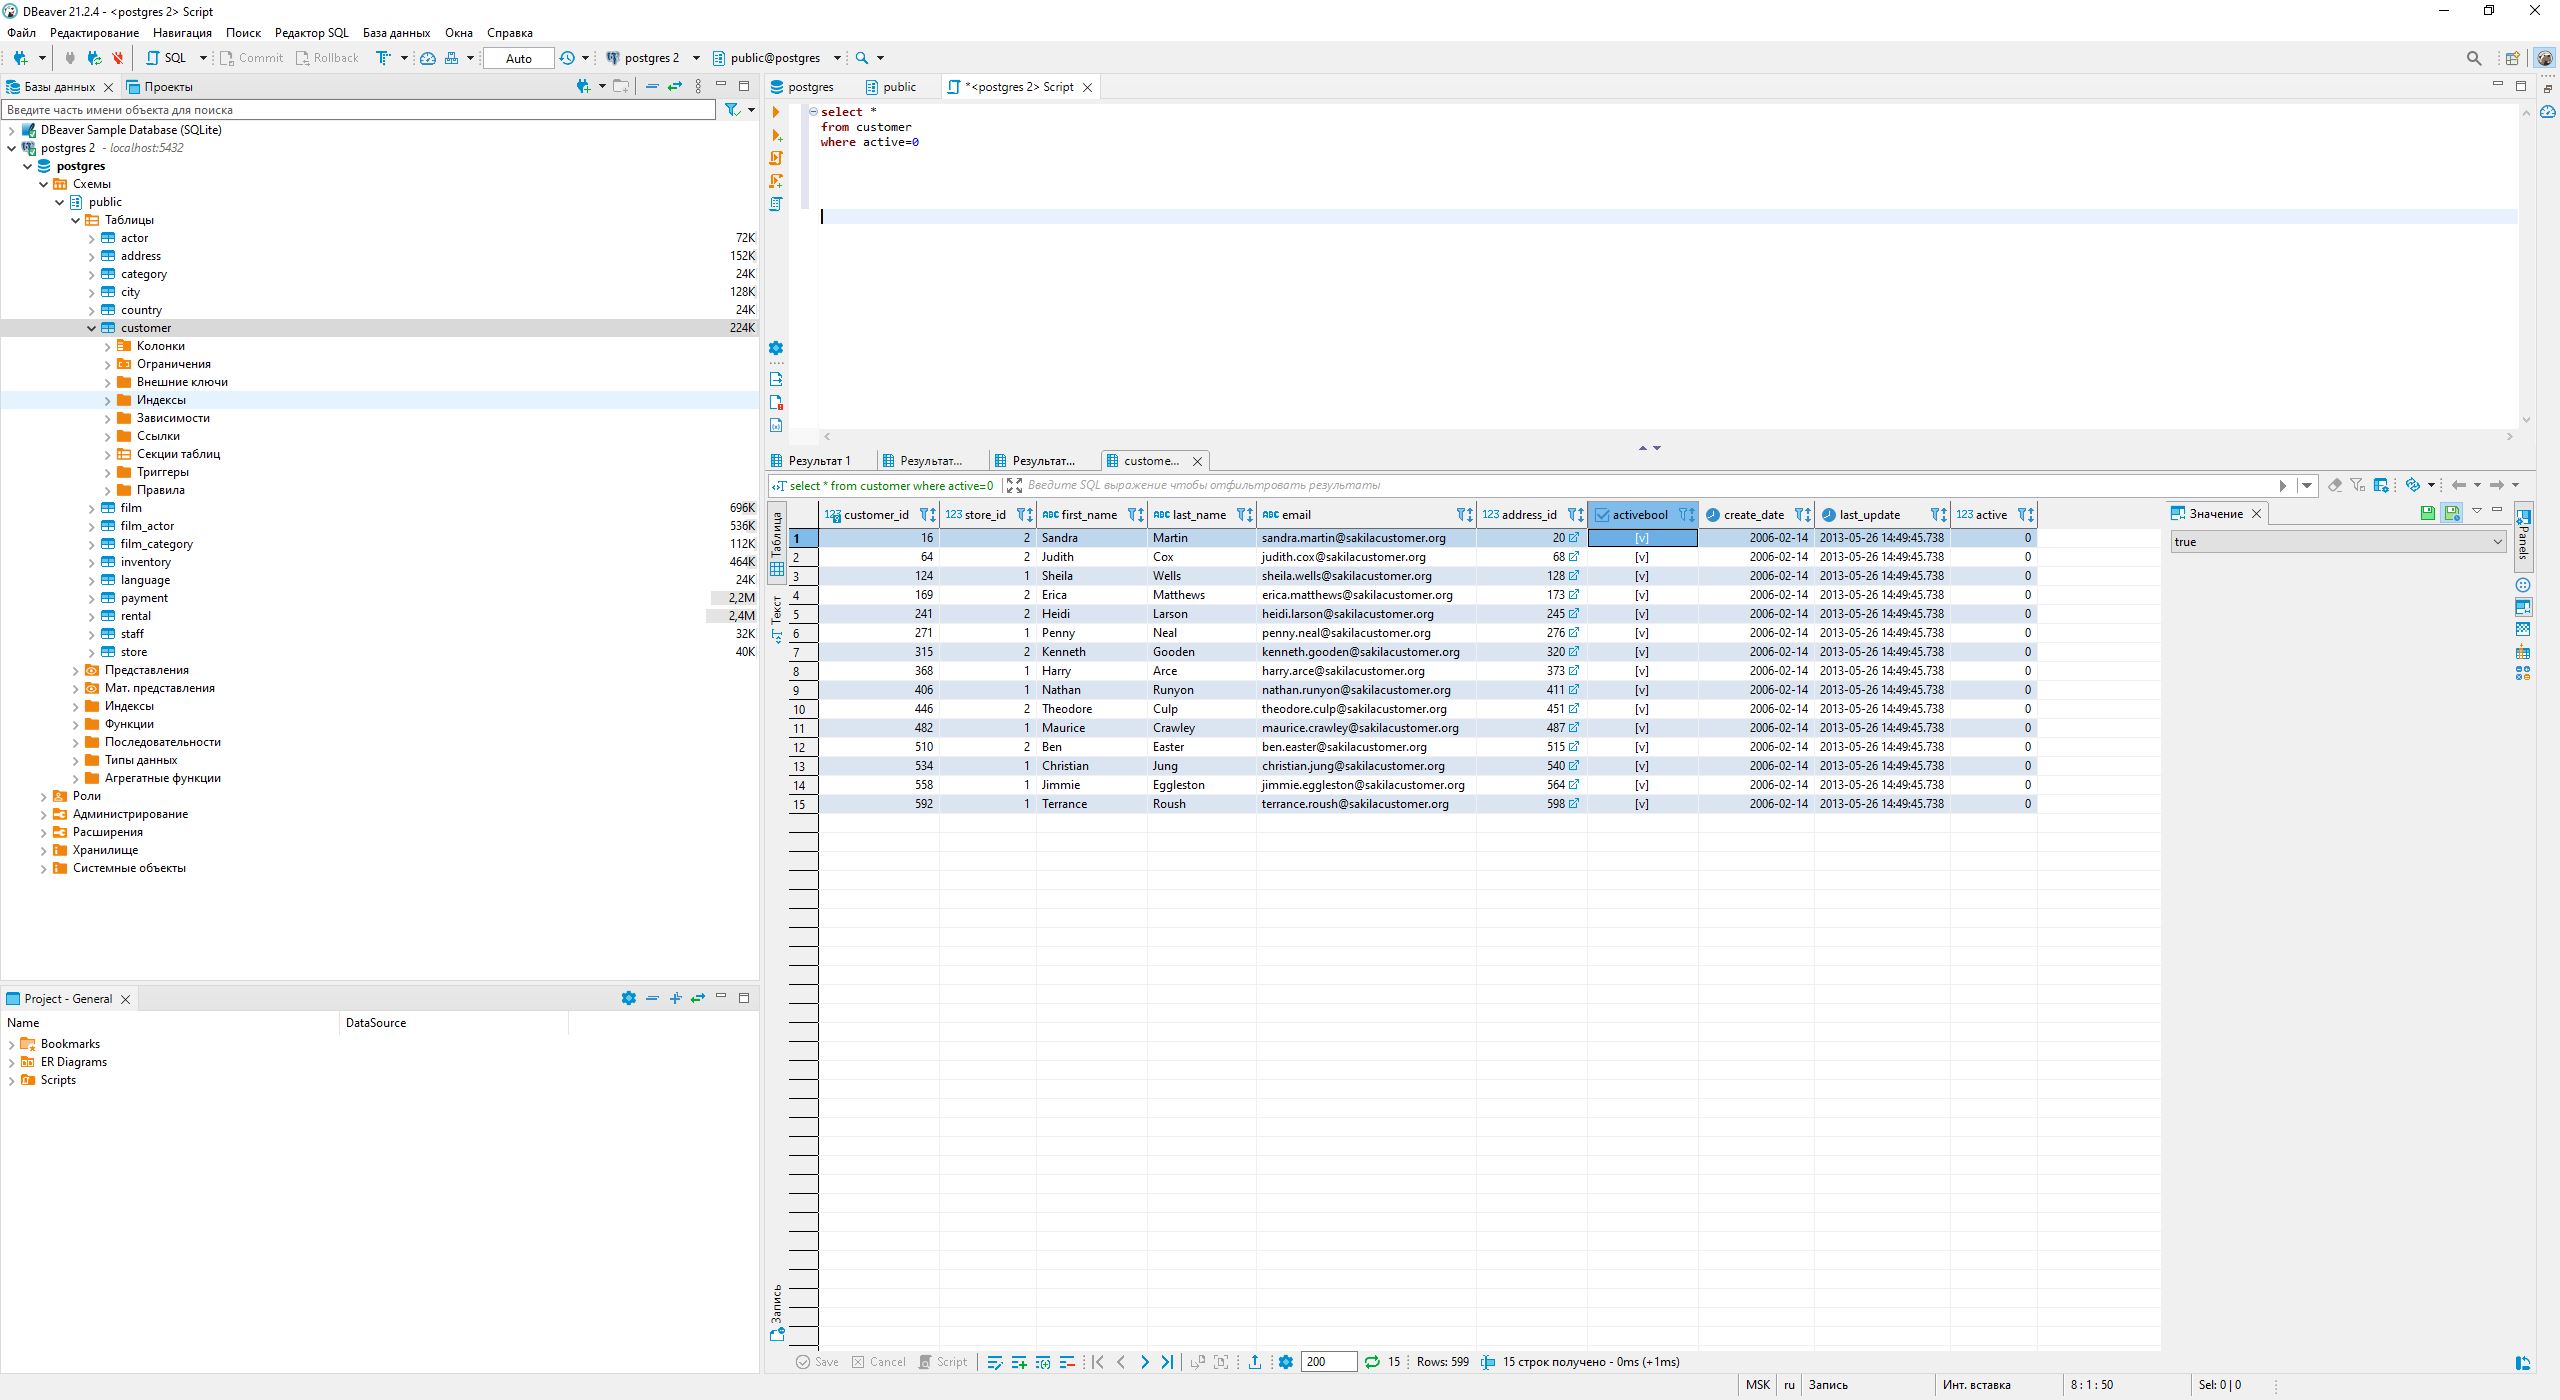 DBeaver 21.2.4 - <postgres 2> Script
Файл Редактирование Навигация Поиск Редактор SQL База данных Окна Справка
SQL Commit Rollback Auto postgres 2 public@postgres
Базы данных Проекты
Введите часть имени объекта для поиска
DBeaver Sample Database (SQLite)
postgres 2 - localhost:5432
postgres
Схемы
public
Таблицы
actor 72K
address 152K
category 24K
city 128K
country 24K
customer 224K
Колонки
Ограничения
Внешние ключи
Индексы
Зависимости
Ссылки
Секции таблиц
Триггеры
Правила
film 696K
film_actor 536K
film_category 112K
inventory 464K
language 24K
payment 2,2M
rental 2,4M
staff 32K
store 40K
Представления
Мат. представления
Индексы
Функции
Последовательности
Типы данных
Агрегатные функции
Роли
Администрирование
Расширения
Хранилище
Системные объекты
Project - General
Name DataSource
Bookmarks
ER Diagrams
Scripts
postgres public *<postgres 2> Script
select *
from customer
where active=0
Результат 1 Результат... Результат... custome...
select * from customer where active=0 Введите SQL выражение чтобы отфильтровать результаты
Таблица
Текст
Запись
123 customer_id 123 store_id ABC first_name ABC last_name ABC email 123 address_id activebool create_date last_update 123 active
1 16 2 Sandra Martin sandra.martin@sakilacustomer.org 20 [v] 2006-02-14 2013-05-26 14:49:45.738 0
2 64 2 Judith Cox judith.cox@sakilacustomer.org 68 [v] 2006-02-14 2013-05-26 14:49:45.738 0
3 124 1 Sheila Wells sheila.wells@sakilacustomer.org 128 [v] 2006-02-14 2013-05-26 14:49:45.738 0
4 169 2 Erica Matthews erica.matthews@sakilacustomer.org 173 [v] 2006-02-14 2013-05-26 14:49:45.738 0
5 241 2 Heidi Larson heidi.larson@sakilacustomer.org 245 [v] 2006-02-14 2013-05-26 14:49:45.738 0
6 271 1 Penny Neal penny.neal@sakilacustomer.org 276 [v] 2006-02-14 2013-05-26 14:49:45.738 0
7 315 2 Kenneth Gooden kenneth.gooden@sakilacustomer.org 320 [v] 2006-02-14 2013-05-26 14:49:45.738 0
8 368 1 Harry Arce harry.arce@sakilacustomer.org 373 [v] 2006-02-14 2013-05-26 14:49:45.738 0
9 406 1 Nathan Runyon nathan.runyon@sakilacustomer.org 411 [v] 2006-02-14 2013-05-26 14:49:45.738 0
10 446 2 Theodore Culp theodore.culp@sakilacustomer.org 451 [v] 2006-02-14 2013-05-26 14:49:45.738 0
11 482 1 Maurice Crawley maurice.crawley@sakilacustomer.org 487 [v] 2006-02-14 2013-05-26 14:49:45.738 0
12 510 2 Ben Easter ben.easter@sakilacustomer.org 515 [v] 2006-02-14 2013-05-26 14:49:45.738 0
13 534 1 Christian Jung christian.jung@sakilacustomer.org 540 [v] 2006-02-14 2013-05-26 14:49:45.738 0
14 558 1 Jimmie Eggleston jimmie.eggleston@sakilacustomer.org 564 [v] 2006-02-14 2013-05-26 14:49:45.738 0
15 592 1 Terrance Roush terrance.roush@sakilacustomer.org 598 [v] 2006-02-14 2013-05-26 14:49:45.738 0
Значение
true
Panels
Save Cancel Script 200 15 Rows: 599 15 строк получено - 0ms (+1ms)
MSK ru Запись Инт. вставка 8 : 1 : 50 Sel: 0 | 0